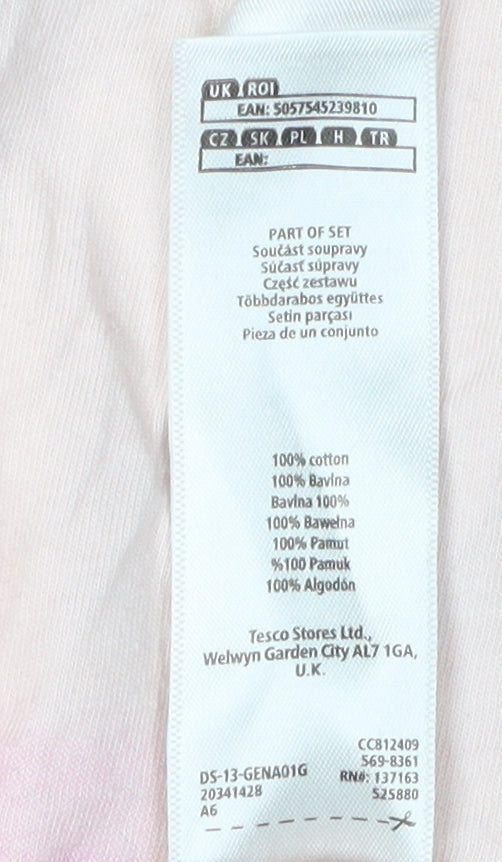 UK ROI
EAN: 5057545239810
CZ SK PL H TR
EAN:
PART OF SET
Součást soupravy
Súčasť súpravy
Część zestawu
Többdarabos együttes
Setin parçası
Pieza de un conjunto
100% cotton
100% Bavlna
Bavlna 100%
100% Bawełna
100% Pamut
%100 Pamuk
100% Algodón
Tesco Stores Ltd.,
Welwyn Garden City AL7 1GA,
U.K.
CC812409
569-8361
DS-13-GENA01G RN#: 137163
20341428 S25880
A6